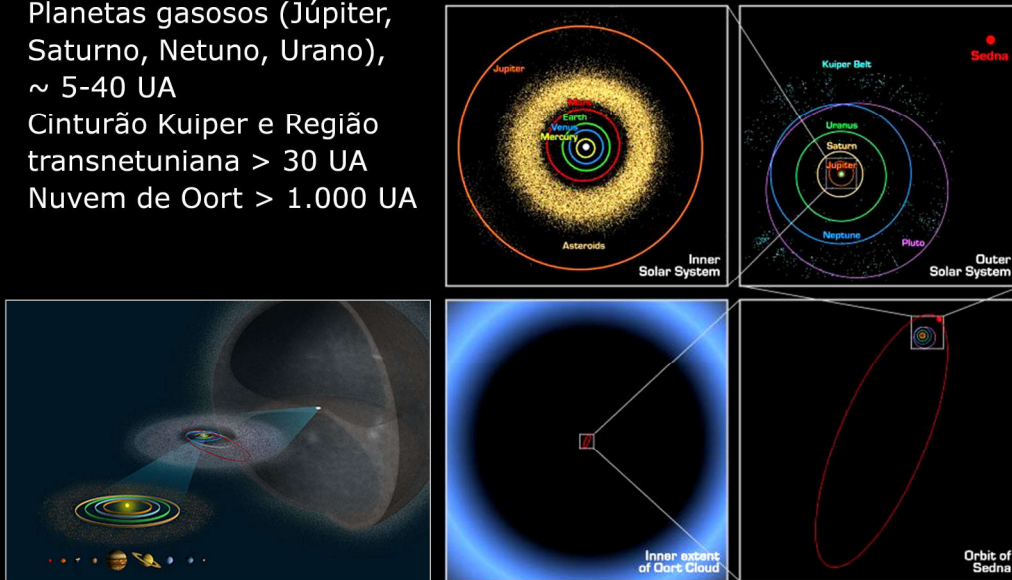 Planetas gasosos (Júpiter,
Saturno, Netuno, Urano),
~ 5-40 UA
Cinturão Kuiper e Região
transnetuniana > 30 UA
Nuvem de Oort > 1.000 UA
Jupiter
Mars
Earth
Venus
Mercury
Asteroids
Inner
Solar System
Sedna
Kuiper Belt
Uranus
Saturn
Jupiter
Neptune
Pluto
Outer
Solar System
Inner extent
of Oort Cloud
Orbit of
Sedna